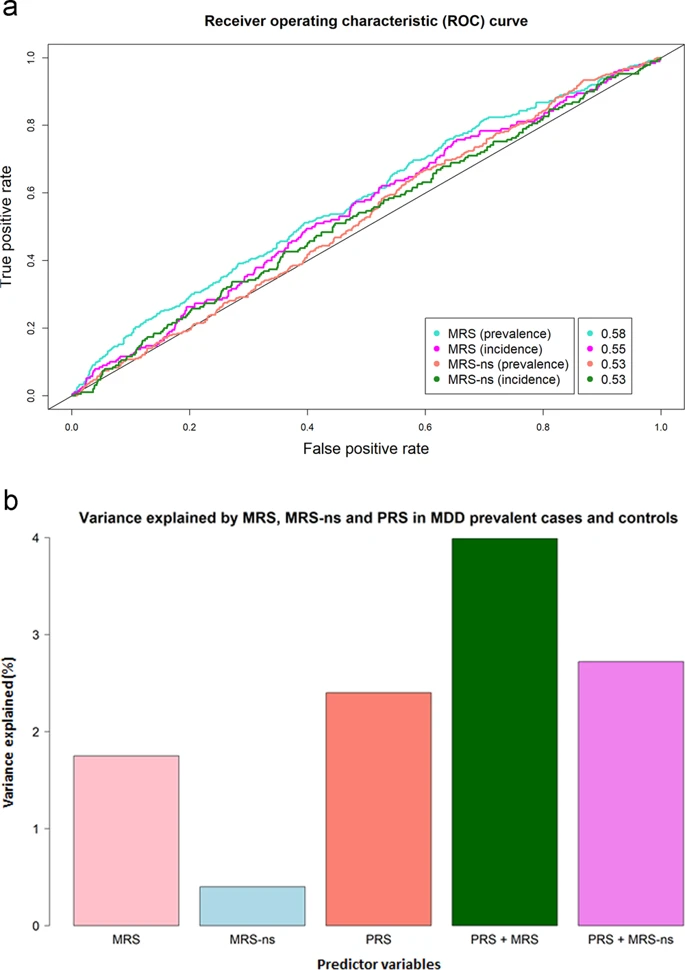 a
Receiver operating characteristic (ROC) curve
True positive rate
1.0
0.8
0.6
0.4
0.2
0.0
MRS (prevalence) 0.58
MRS (incidence) 0.55
MRS-ns (prevalence) 0.53
MRS-ns (incidence) 0.53
0.0 0.2 0.4 0.6 0.8 1.0
False positive rate
b
Variance explained by MRS, MRS-ns and PRS in MDD prevalent cases and controls
Variance explained(%)
4
3
2
1
0
MRS MRS-ns PRS PRS + MRS PRS + MRS-ns
Predictor variables